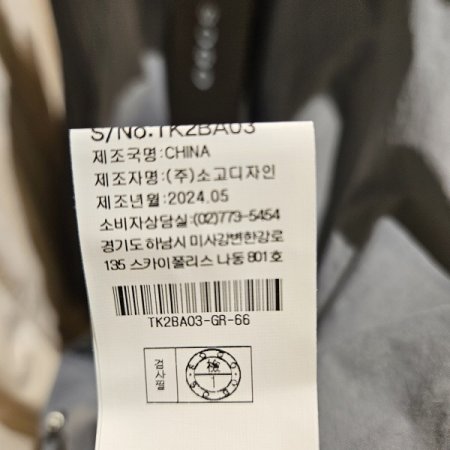 S/No.TK2BA03
제조국명:CHINA
제조자명:(주)소고디자인
제조년월:2024.05
소비자상담실:(02)773-5454
경기도 하남시 미사강변한강로
135 스카이폴리스 나동 801호
TK2BA03-GR-66
검사필
SOGO
1